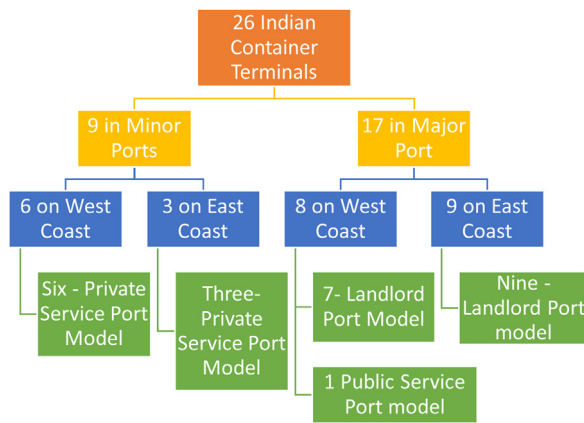 26 Indian
Container
Terminals
9 in Minor
Ports
17 in Major
Port
6 on West
Coast
3 on East
Coast
8 on West
Coast
9 on East
Coast
Six - Private
Service Port
Model
Three-
Private
Service Port
Model
7- Landlord
Port Model
1 Public Service
Port model
Nine -
Landlord Port
model